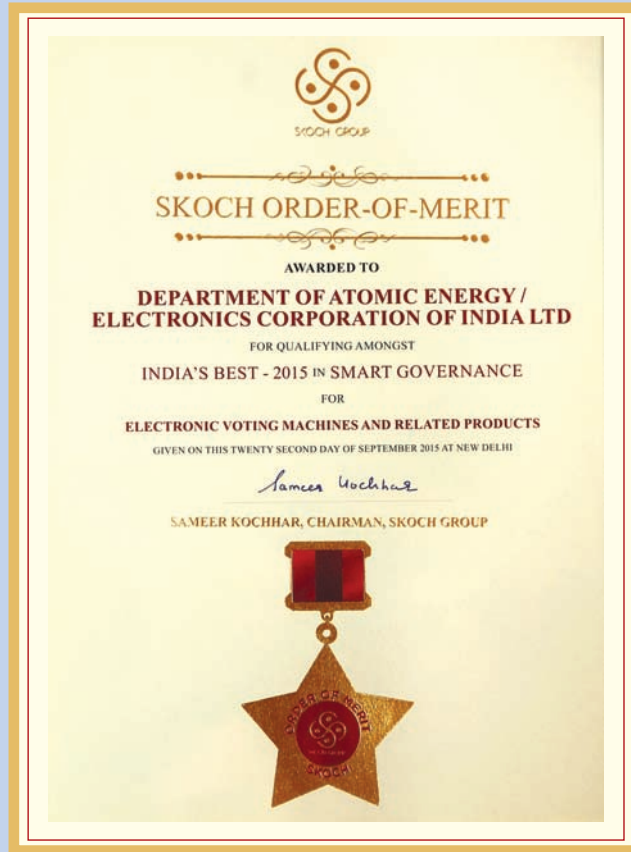 SKOCH GROUP
SKOCH ORDER-OF-MERIT
AWARDED TO
DEPARTMENT OF ATOMIC ENERGY /
ELECTRONICS CORPORATION OF INDIA LTD
FOR QUALIFYING AMONGST
INDIA'S BEST - 2015 IN SMART GOVERNANCE
FOR
ELECTRONIC VOTING MACHINES AND RELATED PRODUCTS
GIVEN ON THIS TWENTY SECOND DAY OF SEPTEMBER 2015 AT NEW DELHI
Sameer Kochhar
SAMEER KOCHHAR, CHAIRMAN, SKOCH GROUP
ORDER OF MERIT
SKOCH